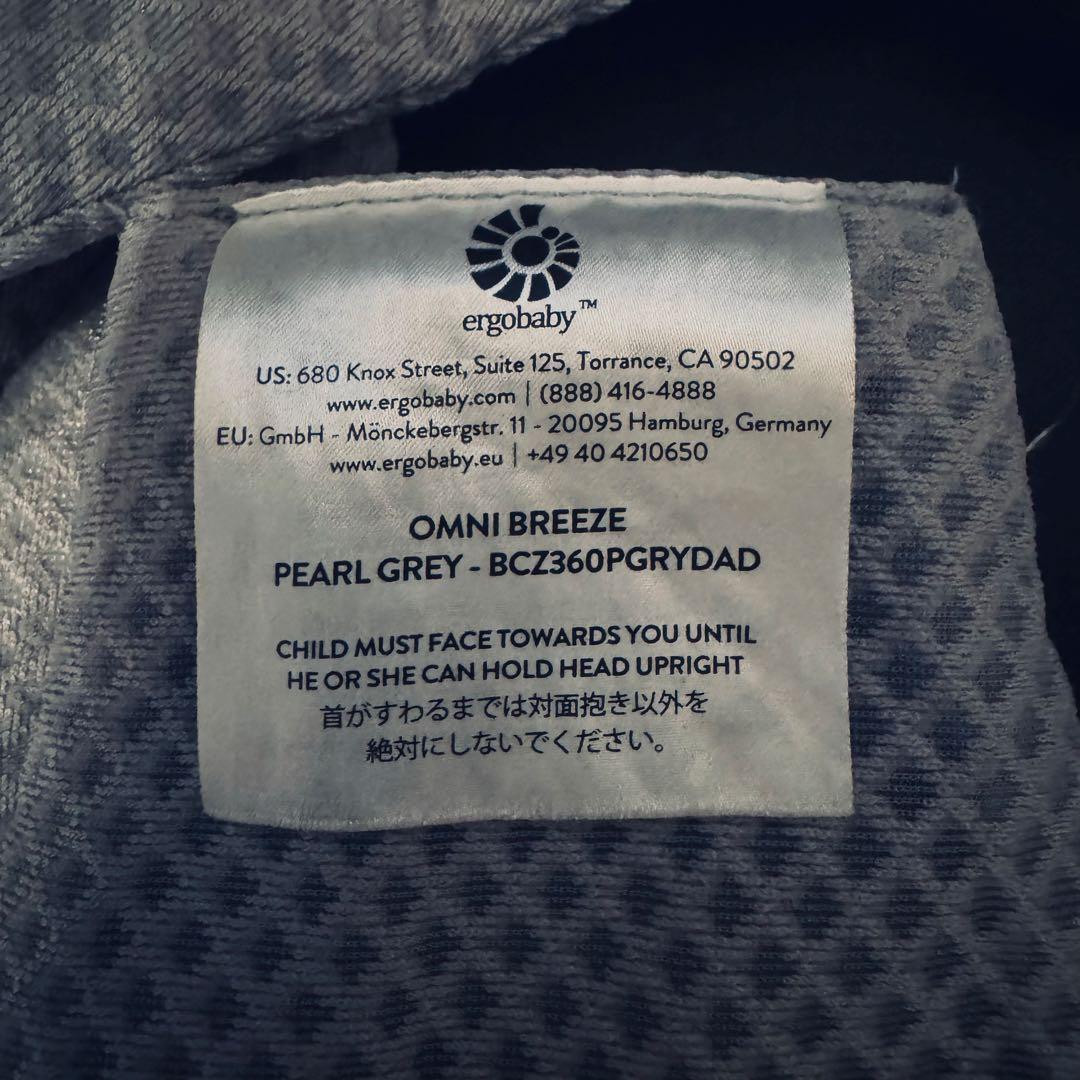 ergobaby™
US: 680 Knox Street, Suite 125, Torrance, CA 90502
www.ergobaby.com | (888) 416-4888
EU: GmbH - Mönckebergstr. 11 - 20095 Hamburg, Germany
www.ergobaby.eu | +49 40 4210650
OMNI BREEZE
PEARL GREY - BCZ360PGRYDAD
CHILD MUST FACE TOWARDS YOU UNTIL
HE OR SHE CAN HOLD HEAD UPRIGHT
首がすわるまでは対面抱き以外を
絶対にしないでください。